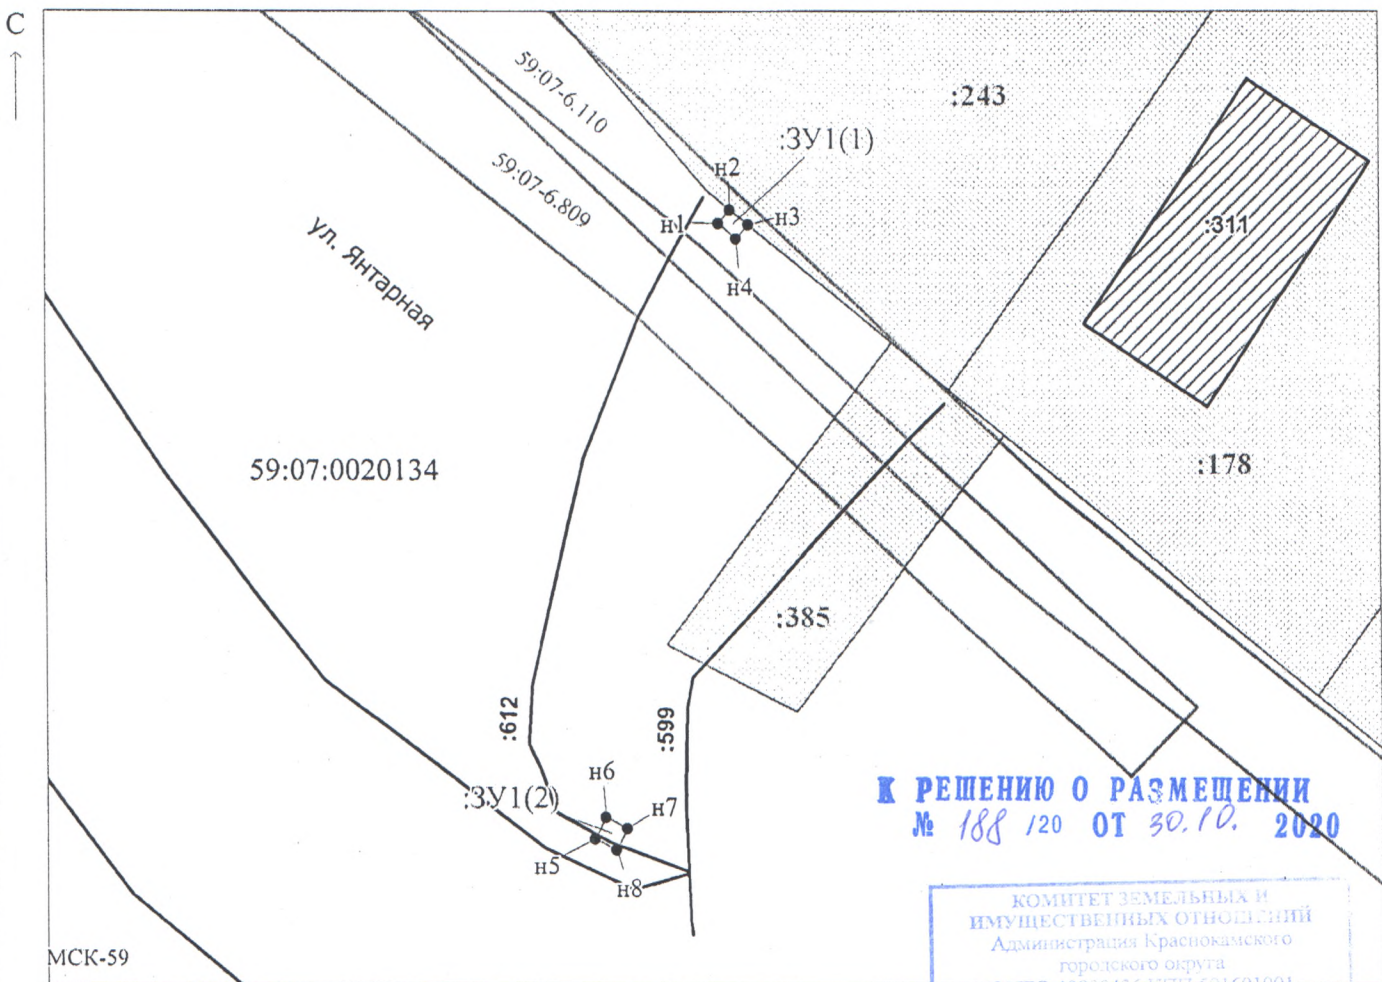 С
59:07-6.110
:243
:ЗУ1(1)
н2
59:07-6.809
н1
н3
:311
ул. Янтарная
н4
59:07:0020134
:178
:385
:612
:599
н6
:ЗУ1(2)
н7
н5
н8
К РЕШЕНИЮ О РАЗМЕЩЕНИИ
№ 188 /20 ОТ 30.10. 2020
КОМИТЕТ ЗЕМЕЛЬНЫХ И
ИМУЩЕСТВЕННЫХ ОТНОШЕНИЙ
Администрация Краснокамского
городского округа
МСК-59